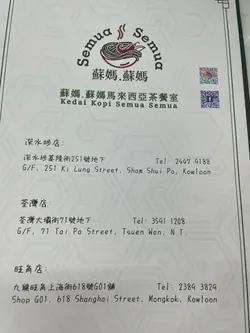 Semua Semua
蘇媽.蘇媽
蘇媽.蘇媽馬來西亞茶餐室
Kedai Kopi Semua Semua
深水埗店:
深水埗基隆街251號地下 Tel: 2447 4188
G/F, 251 Ki Lung Street, Sham Shui Po, Kowloon
荃灣店:
荃灣大壩街71號地下 Tel: 3541 1208
G/F, 71 Tai Pa Street, Tsuen Wan, N.T.
旺角店:
九龍旺角上海街618號G01舖 Tel: 2384 3824
Shop G01, 618 Shanghai Street, Mongkok, Kowloon